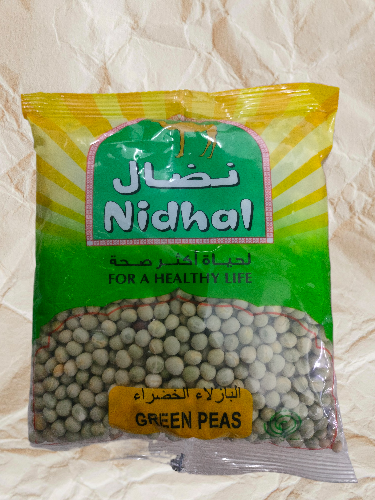 نضال
Nidhal
لحياة أكثر صحة
FOR A HEALTHY LIFE
البازلاء الخضراء
GREEN PEAS